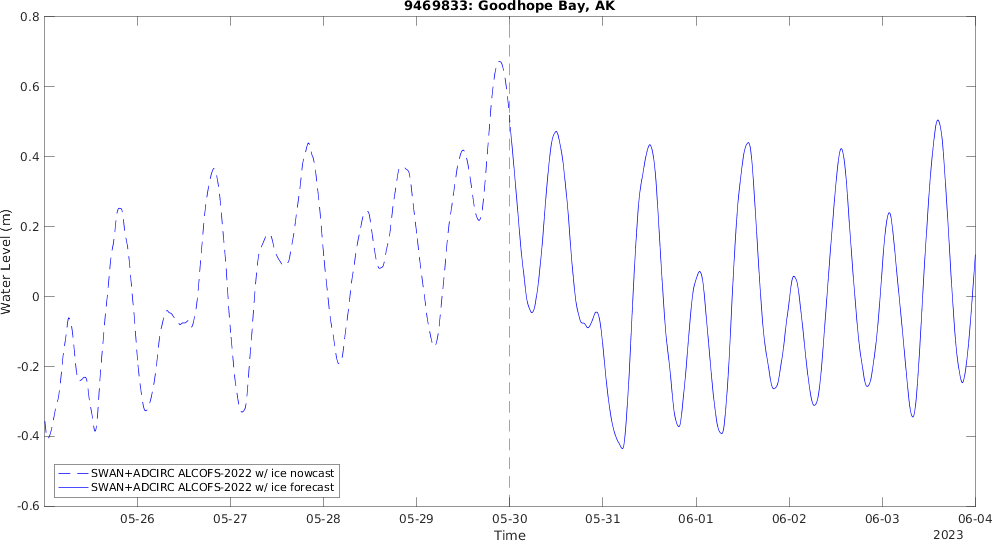 9469833: Goodhope Bay, AK
0.8
0.6
0.4
0.2
0
-0.2
-0.4
-0.6
Water Level (m)
SWAN+ADCIRC ALCOFS-2022 w/ ice nowcast
SWAN+ADCIRC ALCOFS-2022 w/ ice forecast
05-26 05-27 05-28 05-29 05-30 05-31 06-01 06-02 06-03 06-04
Time
2023